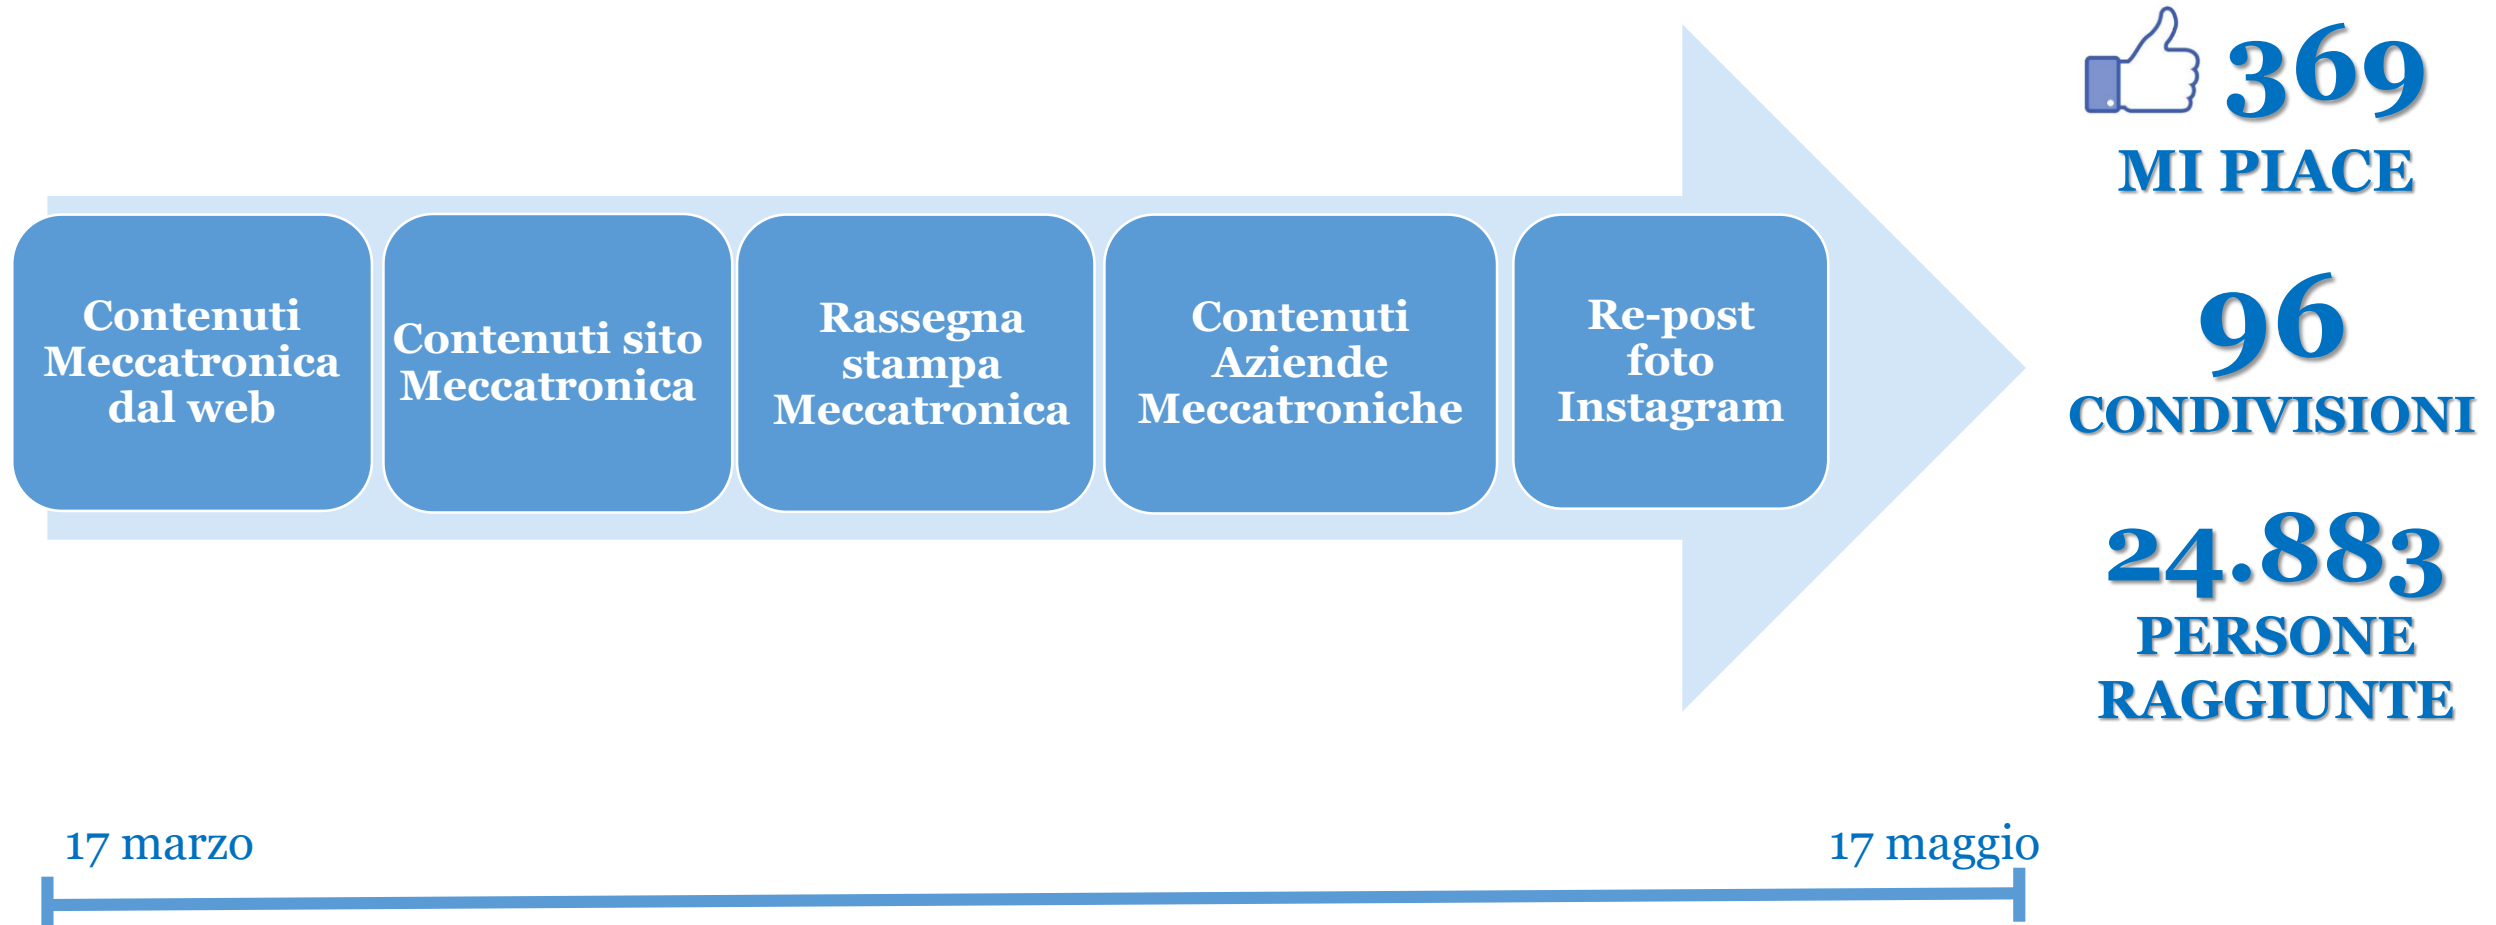 Contenuti
Meccatronica
dal web
Contenuti sito
Meccatronica
Rassegna
stampa
Meccatronica
Contenuti
Aziende
Meccatroniche
Re-post
foto
Instagram
369
MI PIACE
96
CONDIVISIONI
24.883
PERSONE
RAGGIUNTE
17 marzo
17 maggio